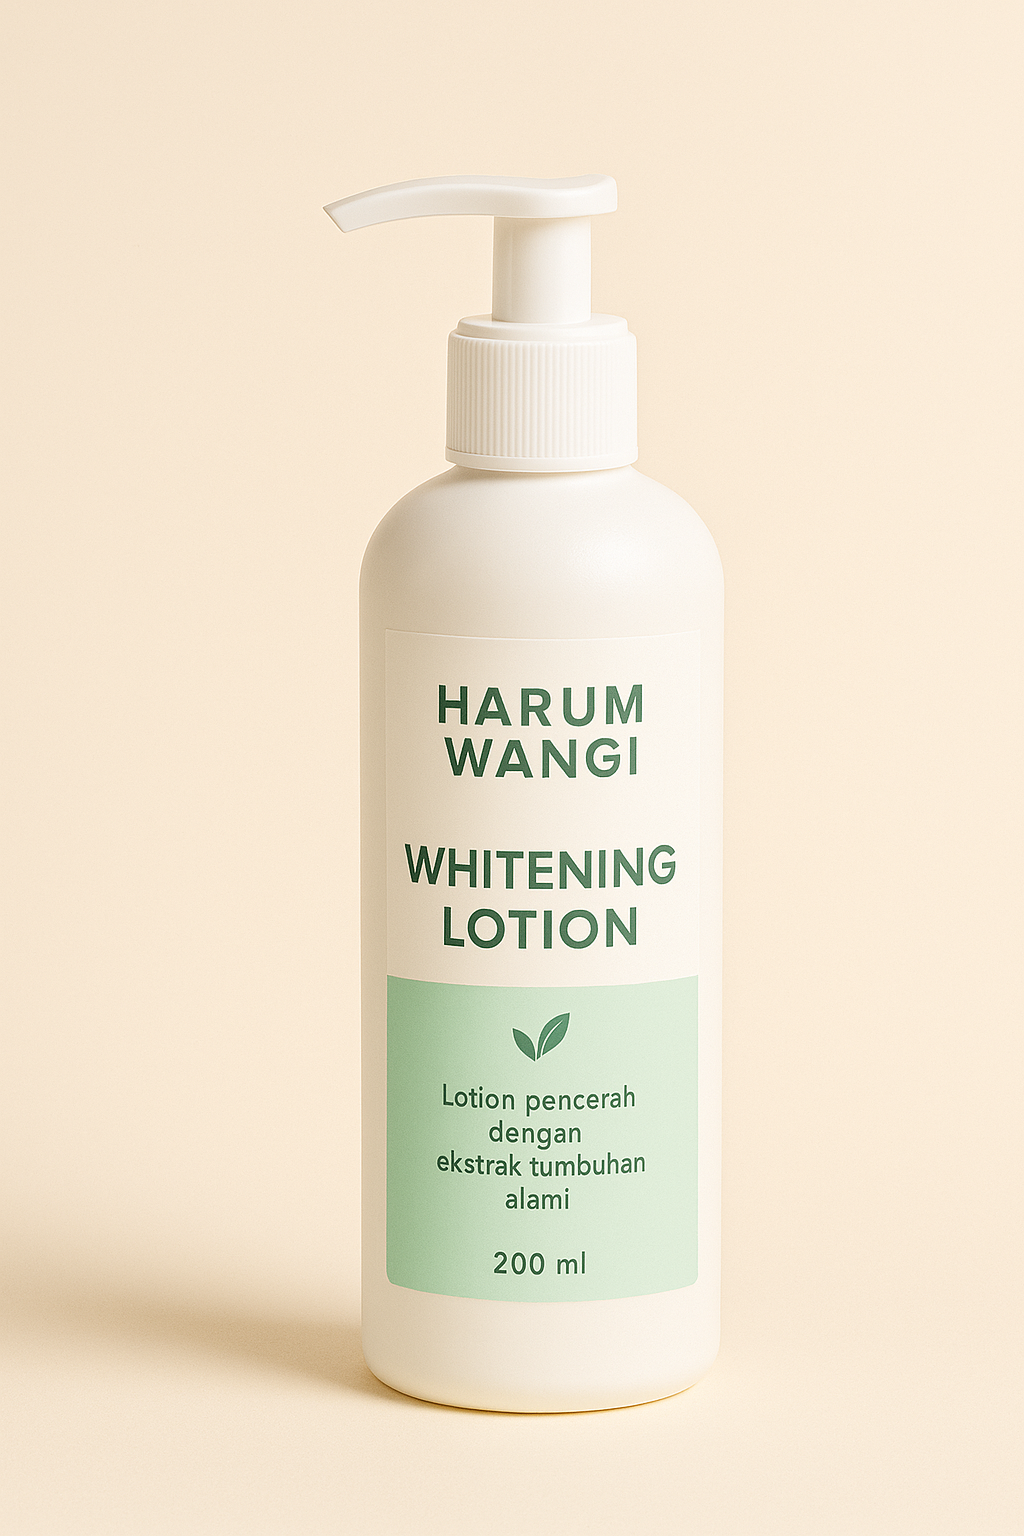 HARUM
WANGI
WHITENING
LOTION
Lotion pencerah
dengan
ekstrak tumbuhan
alami
200 ml